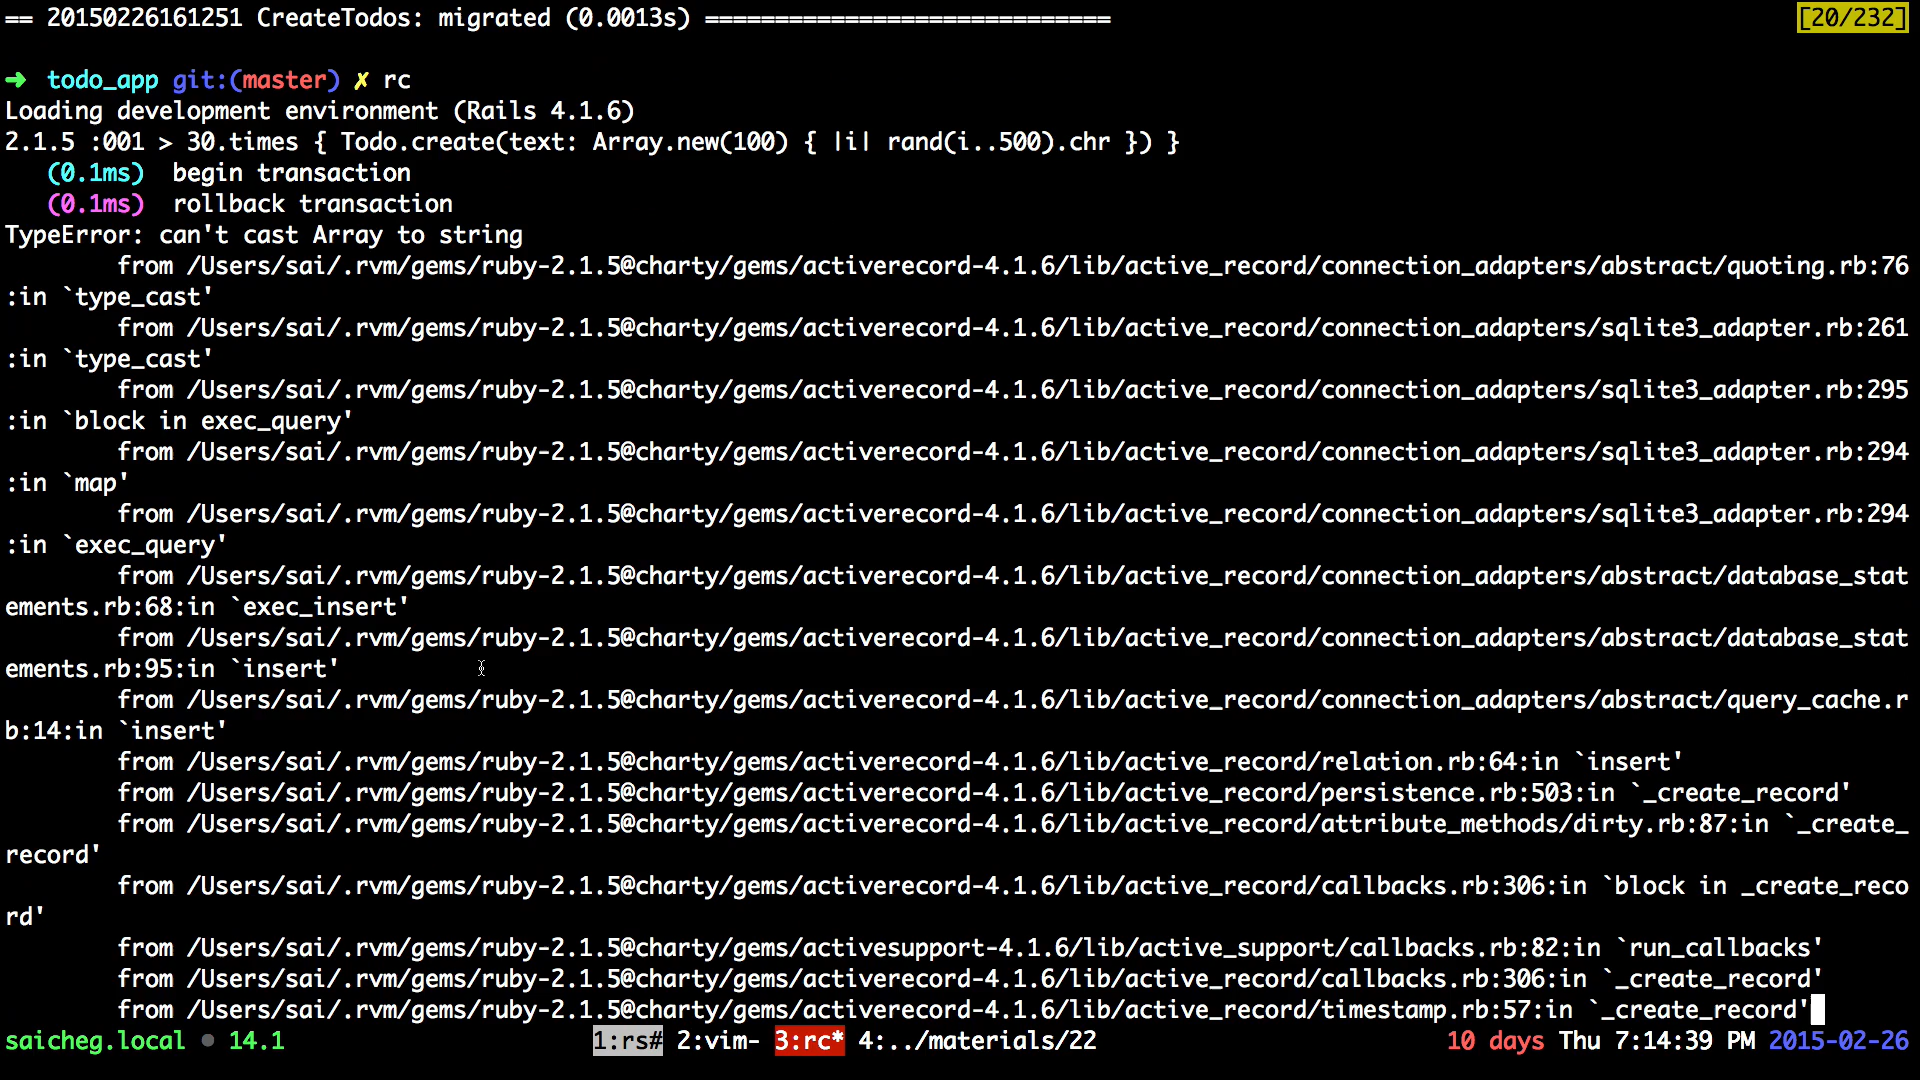 == 20150226161251 CreateTodos: migrated (0.0013s) ============================= [20/232]
➜  todo_app git:(master) ✗ rc
Loading development environment (Rails 4.1.6)
2.1.5 :001 > 30.times { Todo.create(text: Array.new(100) { |i| rand(i..500).chr }) }
   (0.1ms)  begin transaction
   (0.1ms)  rollback transaction
TypeError: can't cast Array to string
        from /Users/sai/.rvm/gems/ruby-2.1.5@charty/gems/activerecord-4.1.6/lib/active_record/connection_adapters/abstract/quoting.rb:76
:in `type_cast'
        from /Users/sai/.rvm/gems/ruby-2.1.5@charty/gems/activerecord-4.1.6/lib/active_record/connection_adapters/sqlite3_adapter.rb:261
:in `type_cast'
        from /Users/sai/.rvm/gems/ruby-2.1.5@charty/gems/activerecord-4.1.6/lib/active_record/connection_adapters/sqlite3_adapter.rb:295
:in `block in exec_query'
        from /Users/sai/.rvm/gems/ruby-2.1.5@charty/gems/activerecord-4.1.6/lib/active_record/connection_adapters/sqlite3_adapter.rb:294
:in `map'
        from /Users/sai/.rvm/gems/ruby-2.1.5@charty/gems/activerecord-4.1.6/lib/active_record/connection_adapters/sqlite3_adapter.rb:294
:in `exec_query'
        from /Users/sai/.rvm/gems/ruby-2.1.5@charty/gems/activerecord-4.1.6/lib/active_record/connection_adapters/abstract/database_stat
ements.rb:68:in `exec_insert'
        from /Users/sai/.rvm/gems/ruby-2.1.5@charty/gems/activerecord-4.1.6/lib/active_record/connection_adapters/abstract/database_stat
ements.rb:95:in `insert'
        from /Users/sai/.rvm/gems/ruby-2.1.5@charty/gems/activerecord-4.1.6/lib/active_record/connection_adapters/abstract/query_cache.r
b:14:in `insert'
        from /Users/sai/.rvm/gems/ruby-2.1.5@charty/gems/activerecord-4.1.6/lib/active_record/relation.rb:64:in `insert'
        from /Users/sai/.rvm/gems/ruby-2.1.5@charty/gems/activerecord-4.1.6/lib/active_record/persistence.rb:503:in `_create_record'
        from /Users/sai/.rvm/gems/ruby-2.1.5@charty/gems/activerecord-4.1.6/lib/active_record/attribute_methods/dirty.rb:87:in `_create_
record'
        from /Users/sai/.rvm/gems/ruby-2.1.5@charty/gems/activerecord-4.1.6/lib/active_record/callbacks.rb:306:in `block in _create_reco
rd'
        from /Users/sai/.rvm/gems/ruby-2.1.5@charty/gems/activesupport-4.1.6/lib/active_support/callbacks.rb:82:in `run_callbacks'
        from /Users/sai/.rvm/gems/ruby-2.1.5@charty/gems/activerecord-4.1.6/lib/active_record/callbacks.rb:306:in `_create_record'
        from /Users/sai/.rvm/gems/ruby-2.1.5@charty/gems/activerecord-4.1.6/lib/active_record/timestamp.rb:57:in `_create_record'
saicheg.local ● 14.1 1:rs# 2:vim- 3:rc* 4:../materials/22 10 days Thu 7:14:39 PM 2015-02-26